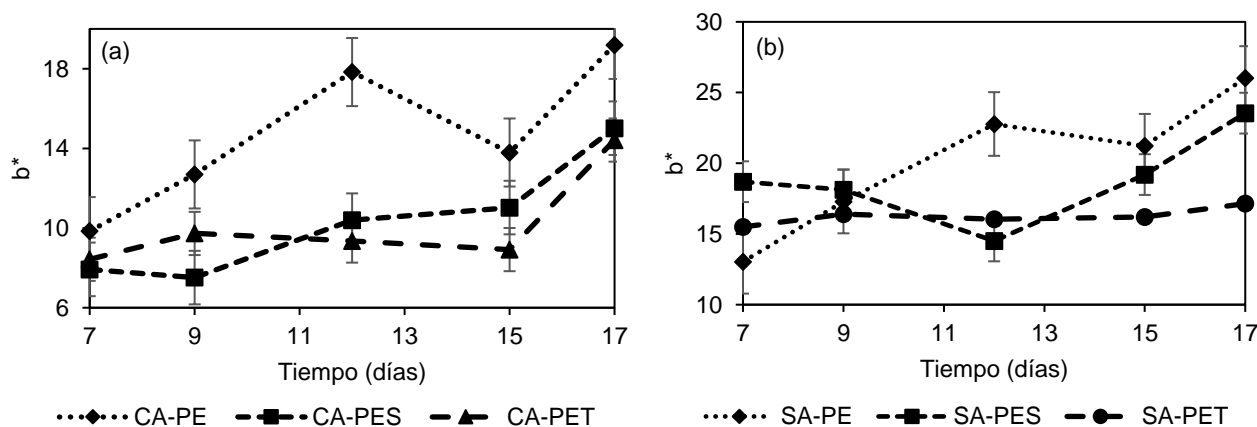 (a)
18
14
10
6
b*
7 9 11 13 15 17
Tiempo (días)
CA-PE CA-PES CA-PET
(b)
30
25
20
15
10
b*
7 9 11 13 15 17
Tiempo (días)
SA-PE SA-PES SA-PET